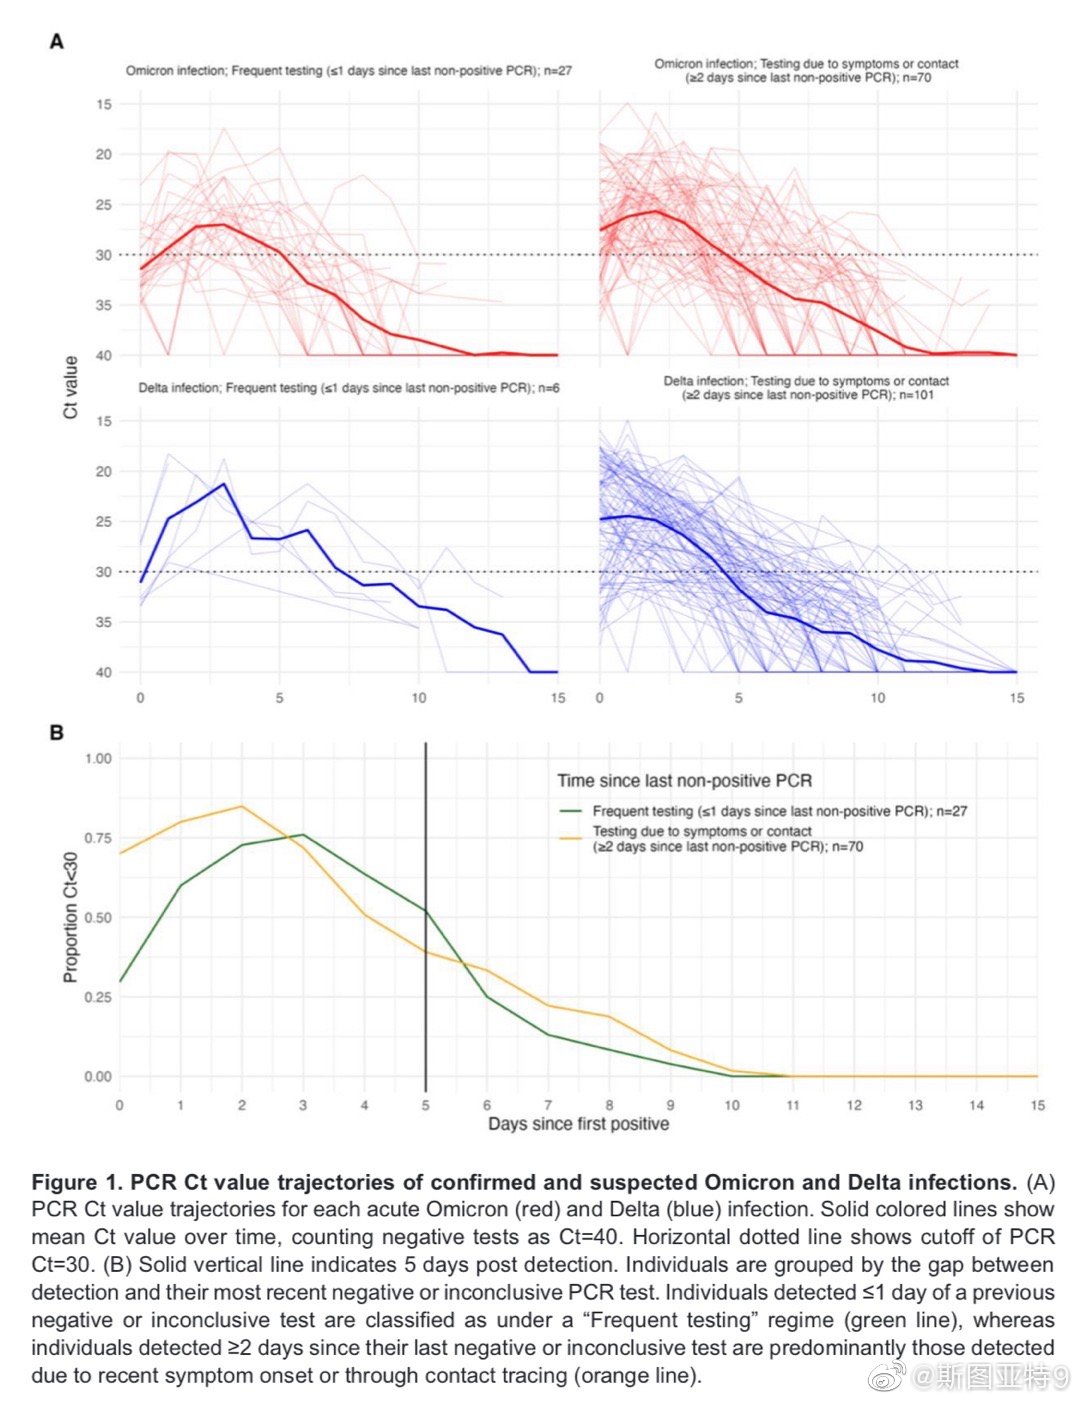 A
Omicron infection; Frequent testing (≤1 days since last non-positive PCR); n=27
Omicron infection; Testing due to symptoms or contact
(≥2 days since last non-positive PCR); n=70
15
20
25
30
35
40
Delta infection; Frequent testing (≤1 days since last non-positive PCR); n=6
Delta infection; Testing due to symptoms or contact
(≥2 days since last non-positive PCR); n=101
Ct value
15
20
25
30
35
40
0 5 10 15 0 5 10 15
B
1.00
0.75
0.50
0.25
0.00
Proportion Ct<30
Time since last non-positive PCR
Frequent testing (≤1 days since last non-positive PCR); n=27
Testing due to symptoms or contact
(≥2 days since last non-positive PCR); n=70
0 1 2 3 4 5 6 7 8 9 10 11 12 13 14 15
Days since first positive
Figure 1. PCR Ct value trajectories of confirmed and suspected Omicron and Delta infections. (A)
PCR Ct value trajectories for each acute Omicron (red) and Delta (blue) infection. Solid colored lines show
mean Ct value over time, counting negative tests as Ct=40. Horizontal dotted line shows cutoff of PCR
Ct=30. (B) Solid vertical line indicates 5 days post detection. Individuals are grouped by the gap between
detection and their most recent negative or inconclusive PCR test. Individuals detected ≤1 day of a previous
negative or inconclusive test are classified as under a “Frequent testing” regime (green line), whereas
individuals detected ≥2 days since their last negative or inconclusive test are predominantly those detected
due to recent symptom onset or through contact tracing (orange line).
@斯图亚特9